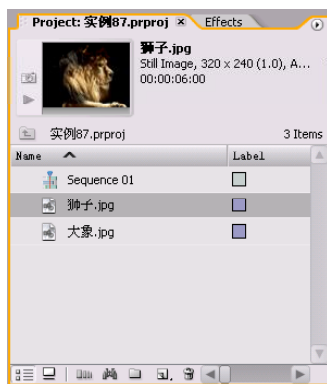 Project: 实例87.prproj × Effects
狮子.jpg
Still Image, 320 x 240 (1.0), A...
00:00:06:00
实例87.prproj 3 Items
Name Label
Sequence 01
狮子.jpg
大象.jpg